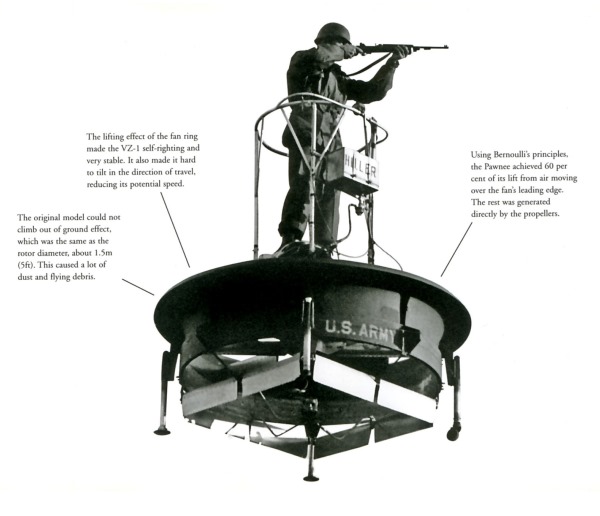 The lifting effect of the fan ring
made the VZ-1 self-righting and
very stable. It also made it hard
to tilt in the direction of travel,
reducing its potential speed.
The original model could not
climb out of ground effect,
which was the same as the
rotor diameter, about 1.5m
(5ft). This caused a lot of
dust and flying debris.
Using Bernoulli's principles,
the Pawnee achieved 60 per
cent of its lift from air moving
over the fan's leading edge.
The rest was generated
directly by the propellers.
HILLER
U.S. ARMY